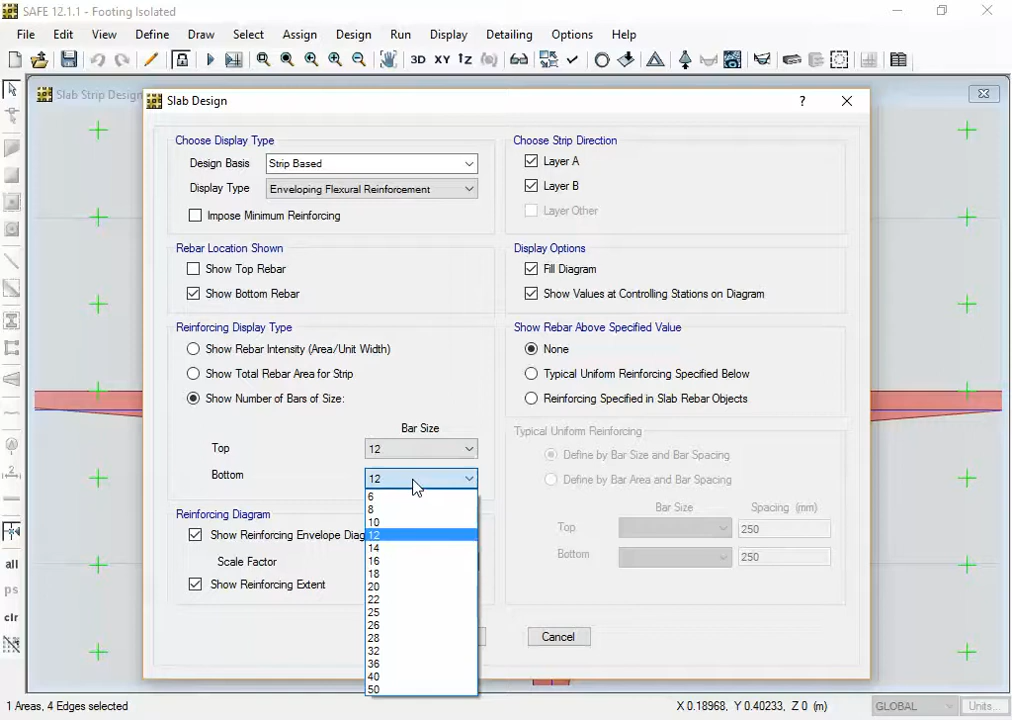 SAFE 12.1.1 - Footing Isolated
File Edit View Define Draw Select Assign Design Run Display Detailing Options Help
3D XY
Slab Strip Design
Slab Design
?
Choose Display Type
Design Basis Strip Based
Display Type Enveloping Flexural Reinforcement
Impose Minimum Reinforcing
Choose Strip Direction
Layer A
Layer B
Layer Other
Rebar Location Shown
Show Top Rebar
Show Bottom Rebar
Display Options
Fill Diagram
Show Values at Controlling Stations on Diagram
Reinforcing Display Type
Show Rebar Intensity (Area/Unit Width)
Show Total Rebar Area for Strip
Show Number of Bars of Size:
Bar Size
Top 12
Bottom 12
6
8
10
12
14
16
18
20
22
25
26
28
32
36
40
50
Show Rebar Above Specified Value
None
Typical Uniform Reinforcing Specified Below
Reinforcing Specified in Slab Rebar Objects
Typical Uniform Reinforcing
Define by Bar Size and Bar Spacing
Define by Bar Area and Bar Spacing
Bar Size Spacing (mm)
Top 250
Bottom 250
Reinforcing Diagram
Show Reinforcing Envelope Diag
Scale Factor
Show Reinforcing Extent
Cancel
all
ps
clr
1 Areas, 4 Edges selected
X 0.18968, Y 0.40233, Z 0 (m)
GLOBAL
Units...